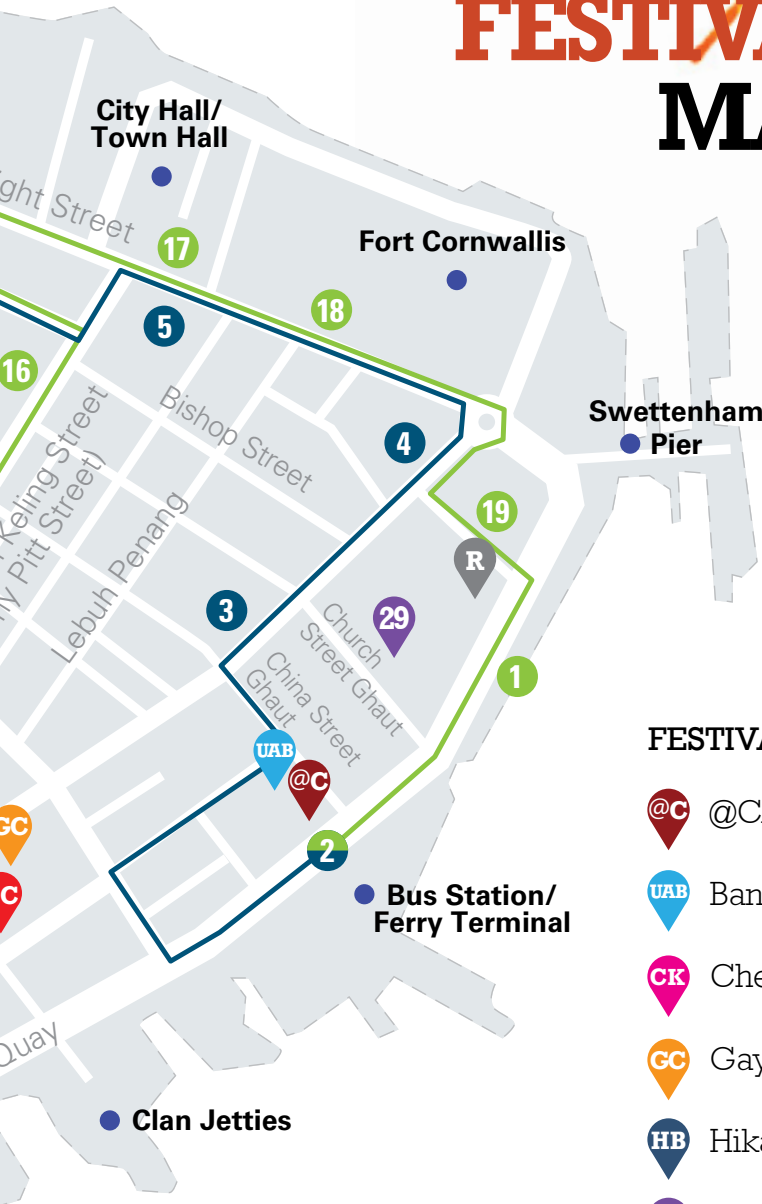 FESTIVA
MA
City Hall/
Town Hall
ght Street
17
Fort Cornwallis
18
5
16
Bishop Street
4
Swettenham
Pier
Keling Street
Pitt Street)
Lebuh Penang
19
R
3
29
Church
Street Ghaut
China Street
Ghaut
1
UAB
@C
2
GC
C
Bus Station/
Ferry Terminal
Quay
Clan Jetties
FESTIVA
@C @C
UAB Ban
CK Che
GC Gay
HB Hika